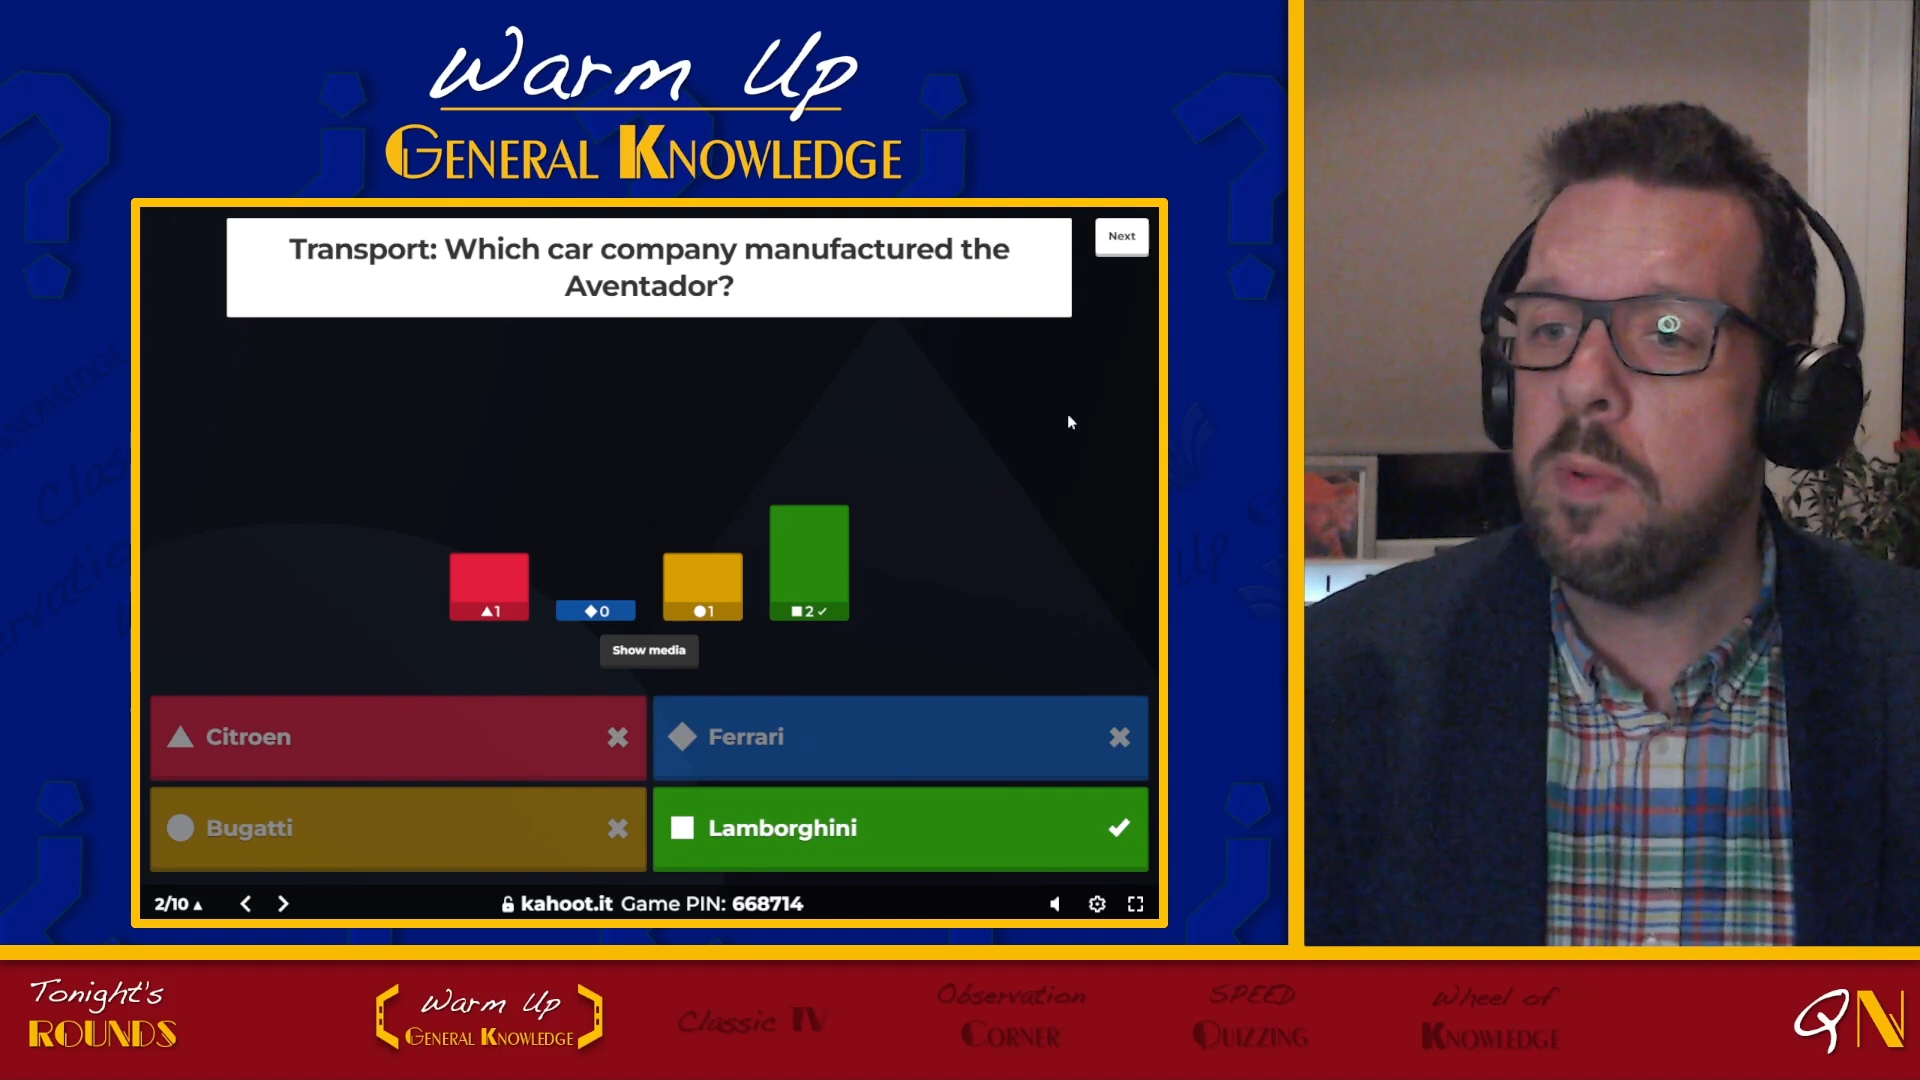 Warm Up
GENERAL KNOWLEDGE
Transport: Which car company manufactured the
Aventador?
Next
1
0
1
2
Show media
Citroen
Ferrari
Bugatti
Lamborghini
2/10
kahoot.it Game PIN: 668714
Tonight's
ROUNDS
Warm Up
GENERAL KNOWLEDGE
Classic TV
Observation
CORNER
SPEED
QUIZZING
Wheel of
KNOWLEDGE
QN